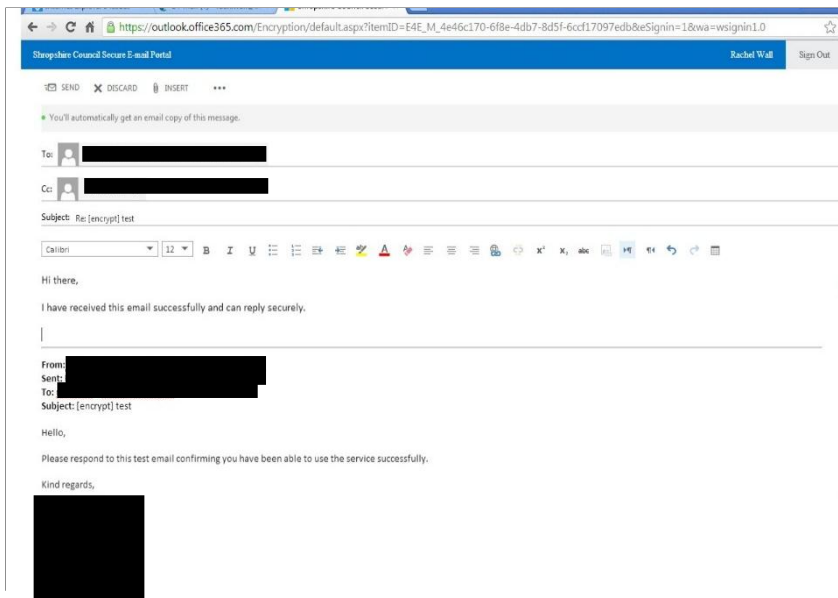 https://outlook.office365.com/Encryption/default.aspx?itemID=E4E_M_4e46c170-6f8e-4db7-8d5f-6ccf17097edb&eSignin=1&wa=wsignin1.0
Shropshire Council Secure E-mail Portal Rachel Wall Sign Out
SEND DISCARD INSERT •••
You'll automatically get an email copy of this message.
To:
Cc:
Subject: Re: [encrypt] test
Calibri 12 B I U A x² x, abc
Hi there,
I have received this email successfully and can reply securely.
From:
Sent:
To:
Subject: [encrypt] test
Hello,
Please respond to this test email confirming you have been able to use the service successfully.
Kind regards,